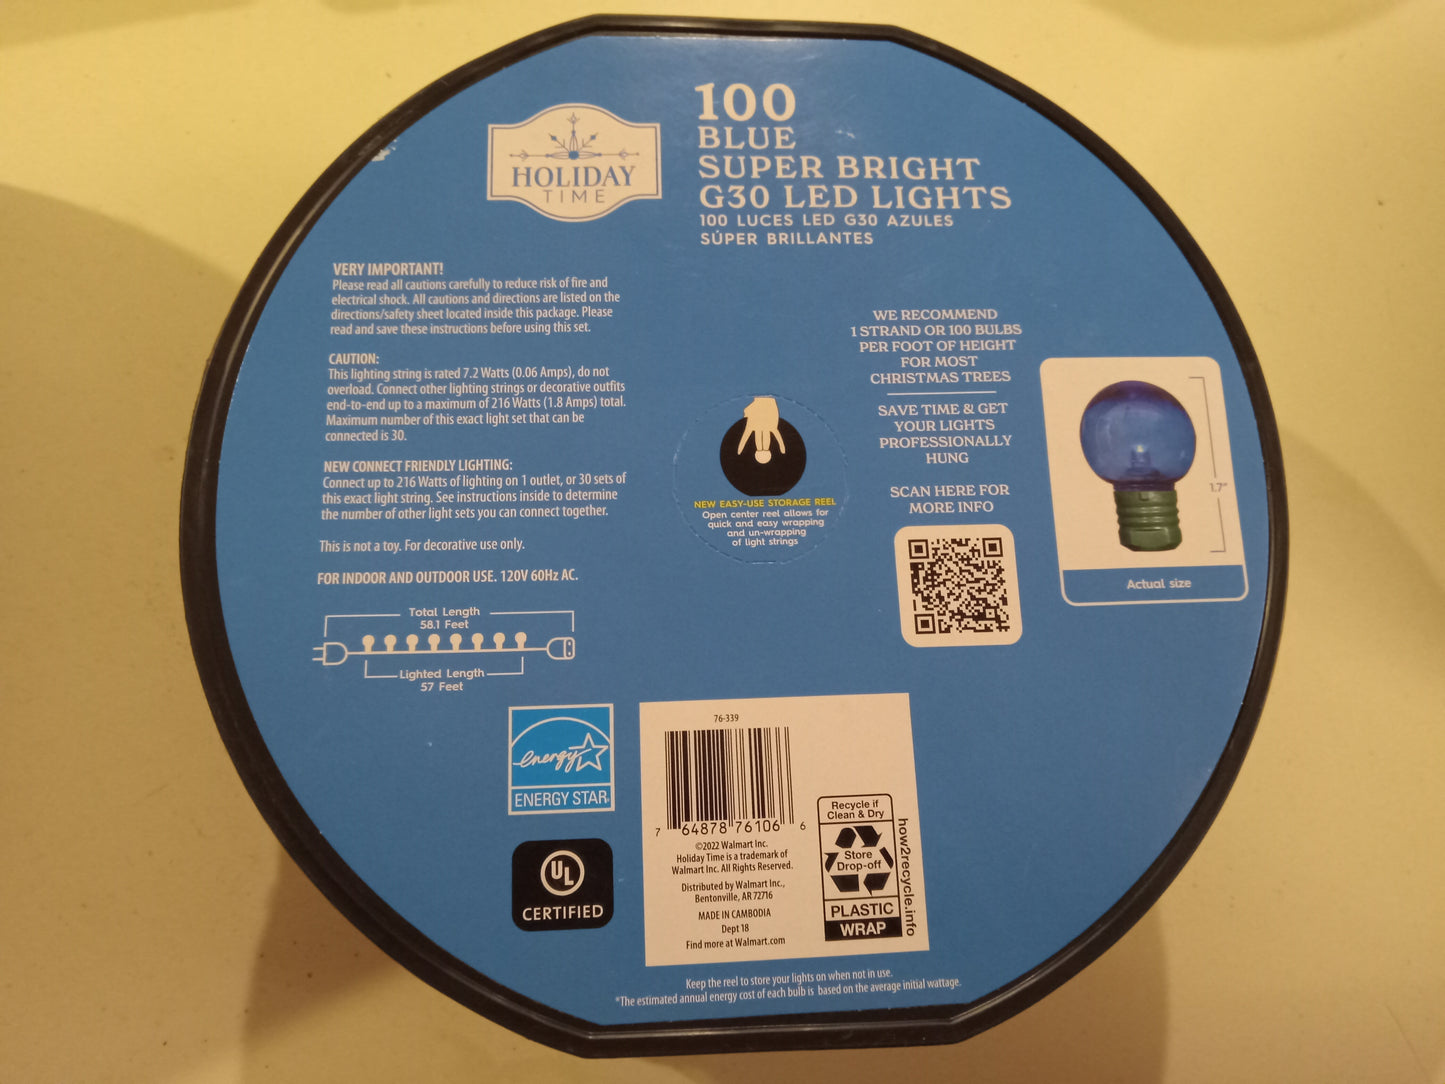 HOLIDAY
TIME
100
BLUE
SUPER BRIGHT
G30 LED LIGHTS
100 LUCES LED G30 AZULES
SÚPER BRILLANTES
VERY IMPORTANT!
Please read all cautions carefully to reduce risk of fire and
electrical shock. All cautions and directions are listed on the
directions/safety sheet located inside this package. Please
read and save these instructions before using this set.
CAUTION:
This lighting string is rated 7.2 Watts (0.06 Amps), do not
overload. Connect other lighting strings or decorative outfits
end-to-end up to a maximum of 216 Watts (1.8 Amps) total.
Maximum number of this exact light set that can be
connected is 30.
NEW CONNECT FRIENDLY LIGHTING:
Connect up to 216 Watts of lighting on 1 outlet, or 30 sets of
this exact light string. See instructions inside to determine
the number of other light sets you can connect together.
This is not a toy. For decorative use only.
FOR INDOOR AND OUTDOOR USE. 120V 60Hz AC.
Total Length
58.1 Feet
Lighted Length
57 Feet
NEW EASY-USE STORAGE REEL
Open center reel allows for
quick and easy wrapping
and un-wrapping
of light strings
WE RECOMMEND
1 STRAND OR 100 BULBS
PER FOOT OF HEIGHT
FOR MOST
CHRISTMAS TREES
SAVE TIME & GET
YOUR LIGHTS
PROFESSIONALLY
HUNG
SCAN HERE FOR
MORE INFO
1.7"
Actual size
energy
ENERGY STAR
UL
CERTIFIED
76-339
7 64878 76106 6
©2022 Walmart Inc.
Holiday Time is a trademark of
Walmart Inc. All Rights Reserved.
Distributed by Walmart Inc.,
Bentonville, AR 72716
MADE IN CAMBODIA
Dept 18
Find more at Walmart.com
Recycle if
Clean & Dry
Store
Drop-off
PLASTIC
WRAP
how2recycle.info
Keep the reel to store your lights on when not in use.
*The estimated annual energy cost of each bulb is based on the average initial wattage.